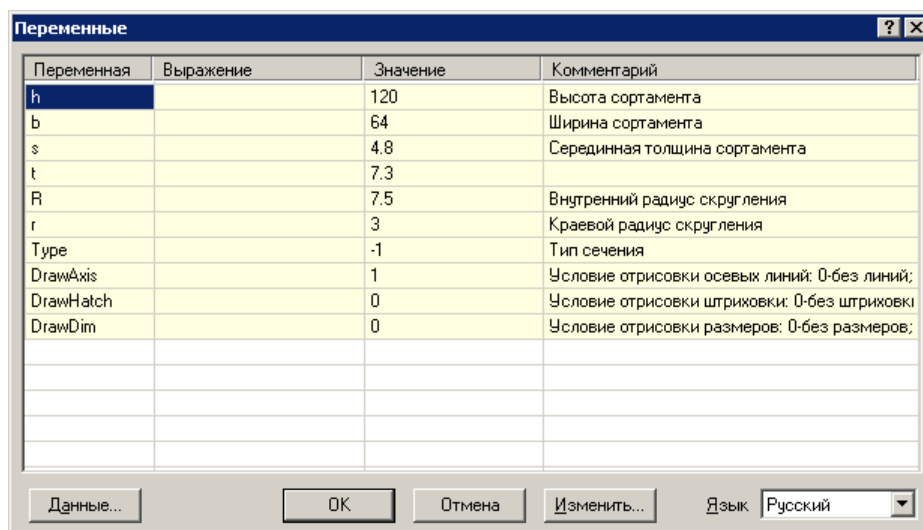 Переменные
Переменная Выражение Значение Комментарий
h 120 Высота сортамента
b 64 Ширина сортамента
s 4.8 Серединная толщина сортамента
t 7.3
R 7.5 Внутренний радиус скругления
r 3 Краевой радиус скругления
Type -1 Тип сечения
DrawAxis 1 Условие отрисовки осевых линий: 0-без линий;
DrawHatch 0 Условие отрисовки штриховки: 0-без штриховкі
DrawDim 0 Условие отрисовки размеров: 0-без размеров;
Данные... OK Отмена Изменить... Язык Русский